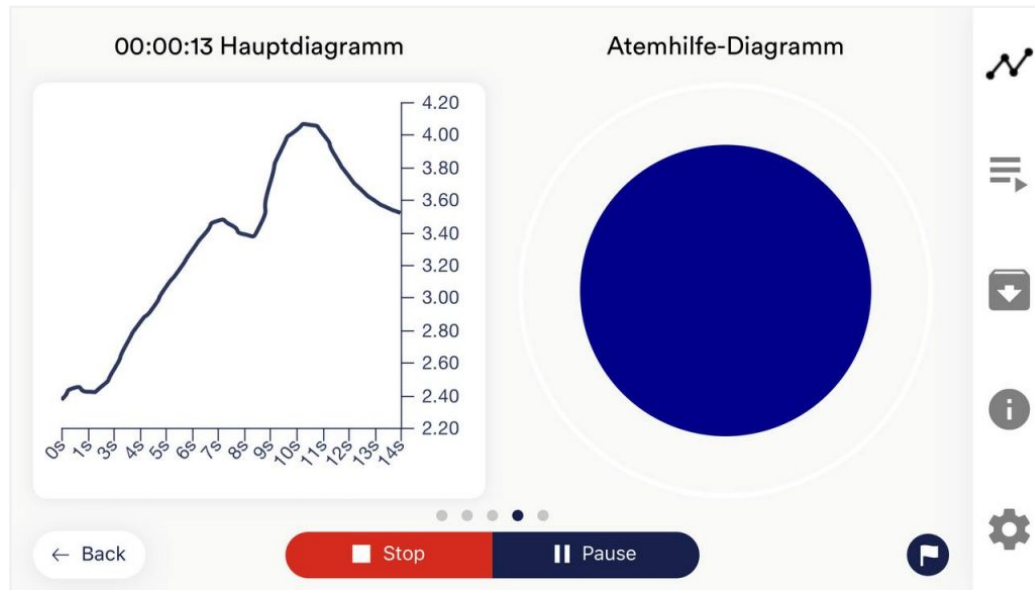 00:00:13 Hauptdiagramm
Atemhilfe-Diagramm
4.20
4.00
3.80
3.60
3.40
3.20
3.00
2.80
2.60
2.40
2.20
0s 1s 3s 4s 5s 6s 7s 8s 9s 10s 11s 12s 13s 14s
← Back
Stop
Pause